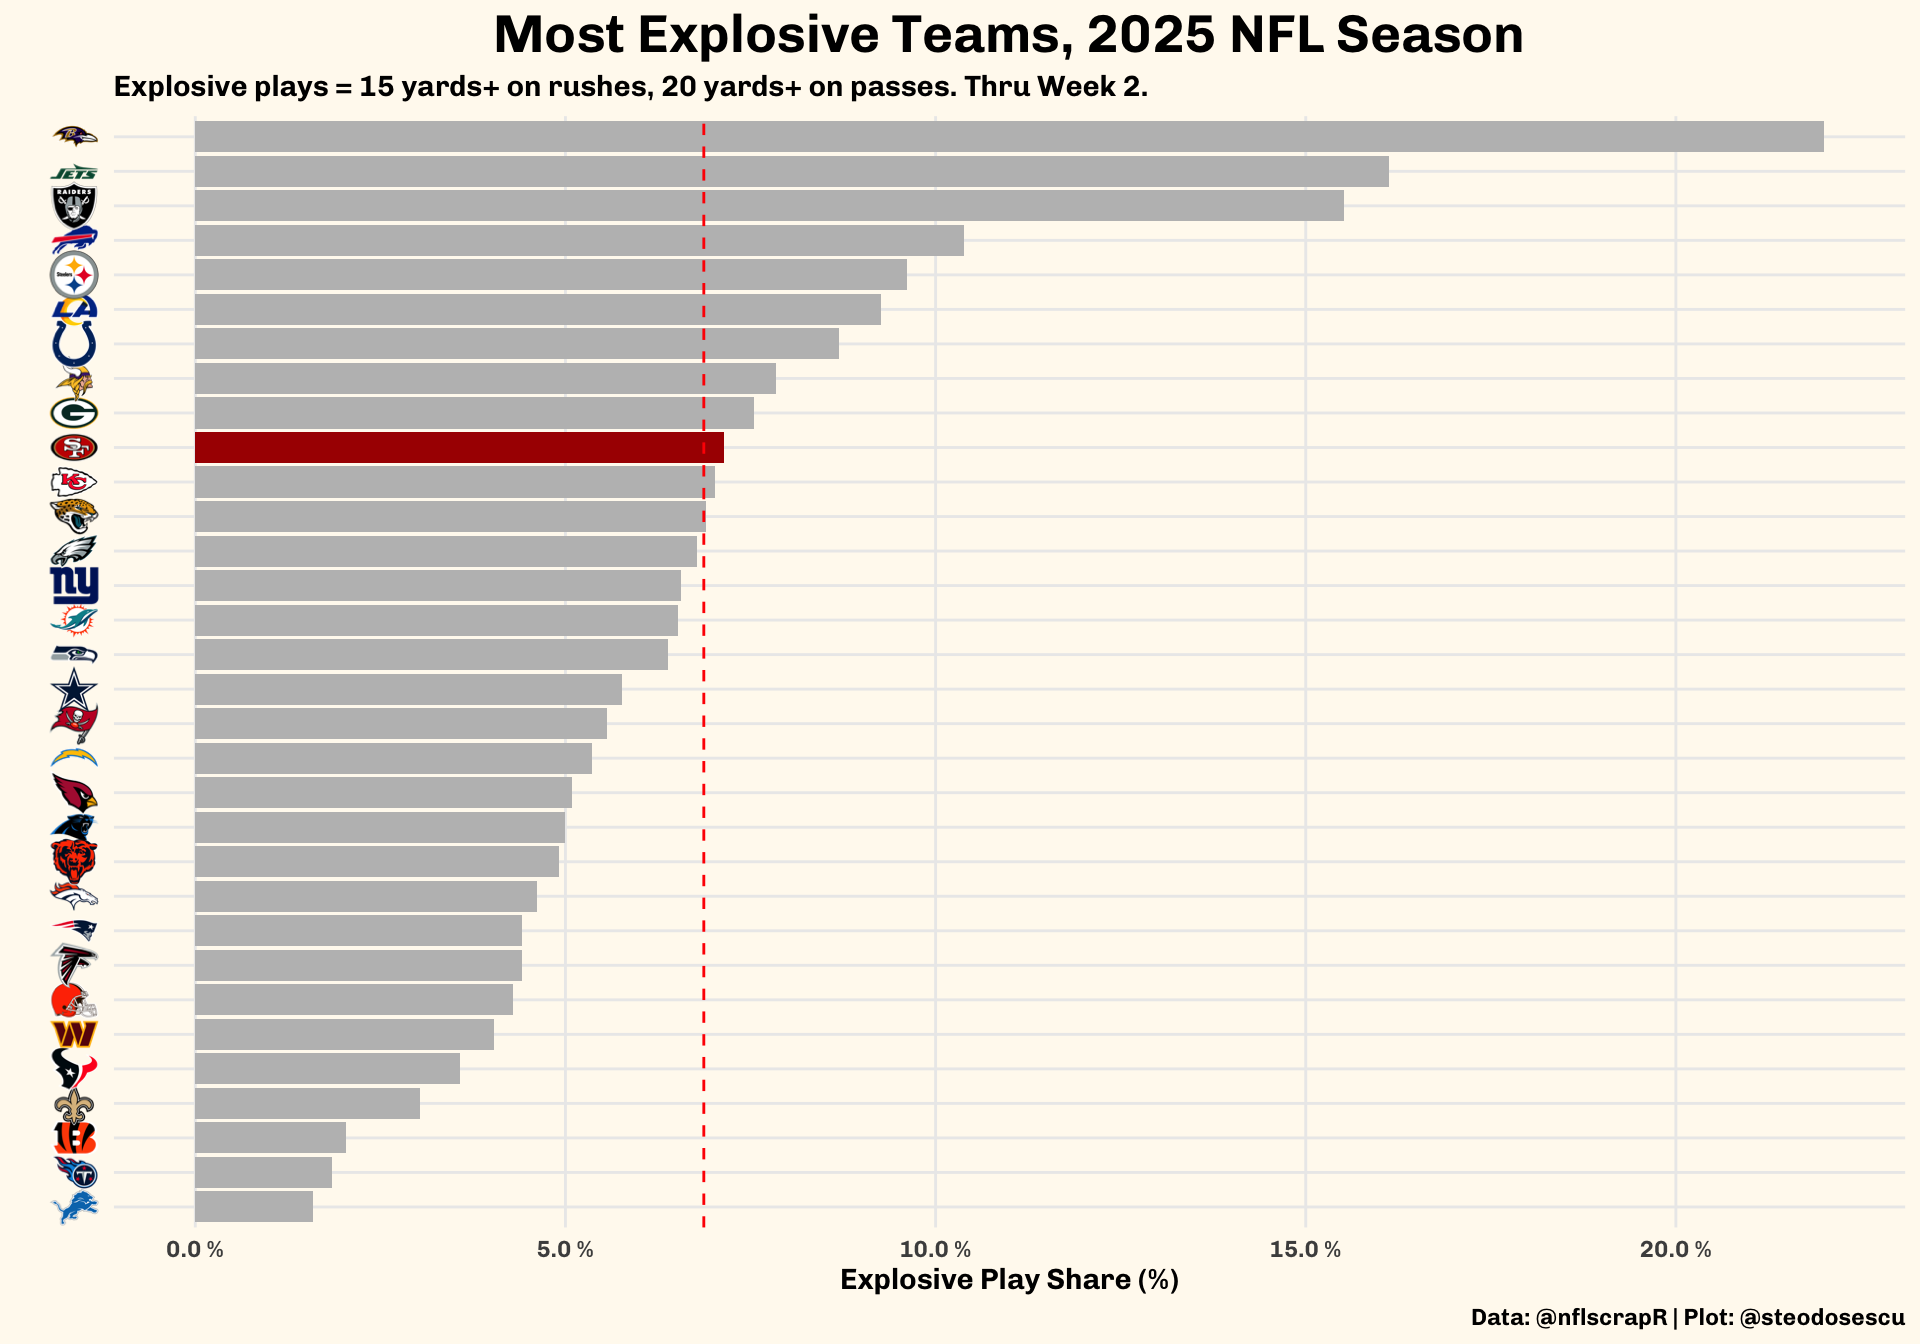 Most Explosive Teams, 2025 NFL Season
Explosive plays = 15 yards+ on rushes, 20 yards+ on passes. Thru Week 2.
JETS
RAIDERS
Steelers
LA
G
SF
KC
ny
W
B
T
0.0 %
5.0 %
10.0 %
15.0 %
20.0 %
Explosive Play Share (%)
Data: @nflscrapR | Plot: @steodosescu